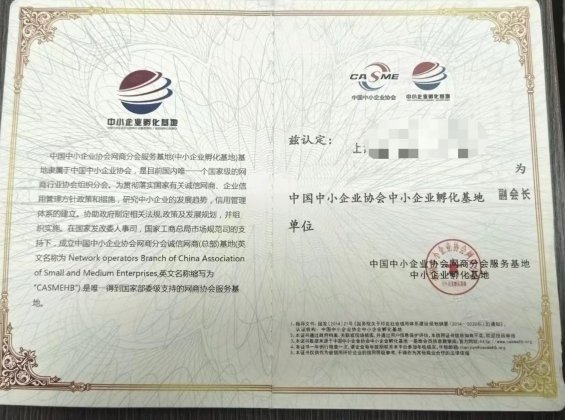 中小企业孵化基地
中国中小企业协会网商分会服务基地(中小企业孵化基地)基
地隶属于中国中小企业协会，是目前国内唯一一个国家级的网
商行业协会组织分会。为贯彻落实国家有关诚信网商、企业信
用管理方针政策和措施，研究中小企业的发展趋势，信用管理
体系的建立。协助政府制定相关法规,政策及发展规划，并组
织实施。在国家发改委人事司，国家工商总局市场规范司的支
持下，成立中国中小企业协会网商分会诚信网商(总部)基地(英
文名称为 Network operators Branch of China Association
of Small and Medium Enterprises,英文名称缩写为
"CASMEHB")是唯一得到国家部委级支持的网商协会服务基
地。
CASME
中国中小企业协会
中小企业孵化基地
兹认定：
上
为
中国中小企业协会中小企业孵化基地 副会长
单位
中国中小企业协会网商分会服务基地
中小企业孵化基地